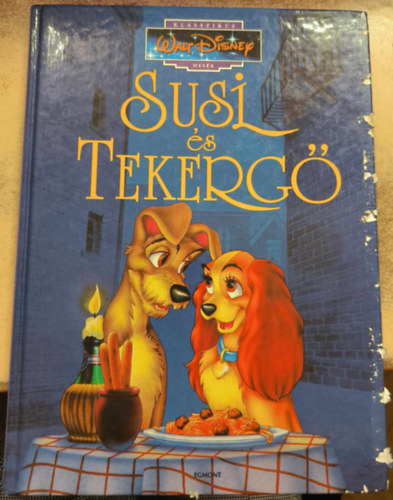 KLASSZIKUS
WALT DISNEY
MESÉK
SUSI
ÉS
TEKERGŐ
EGMONT